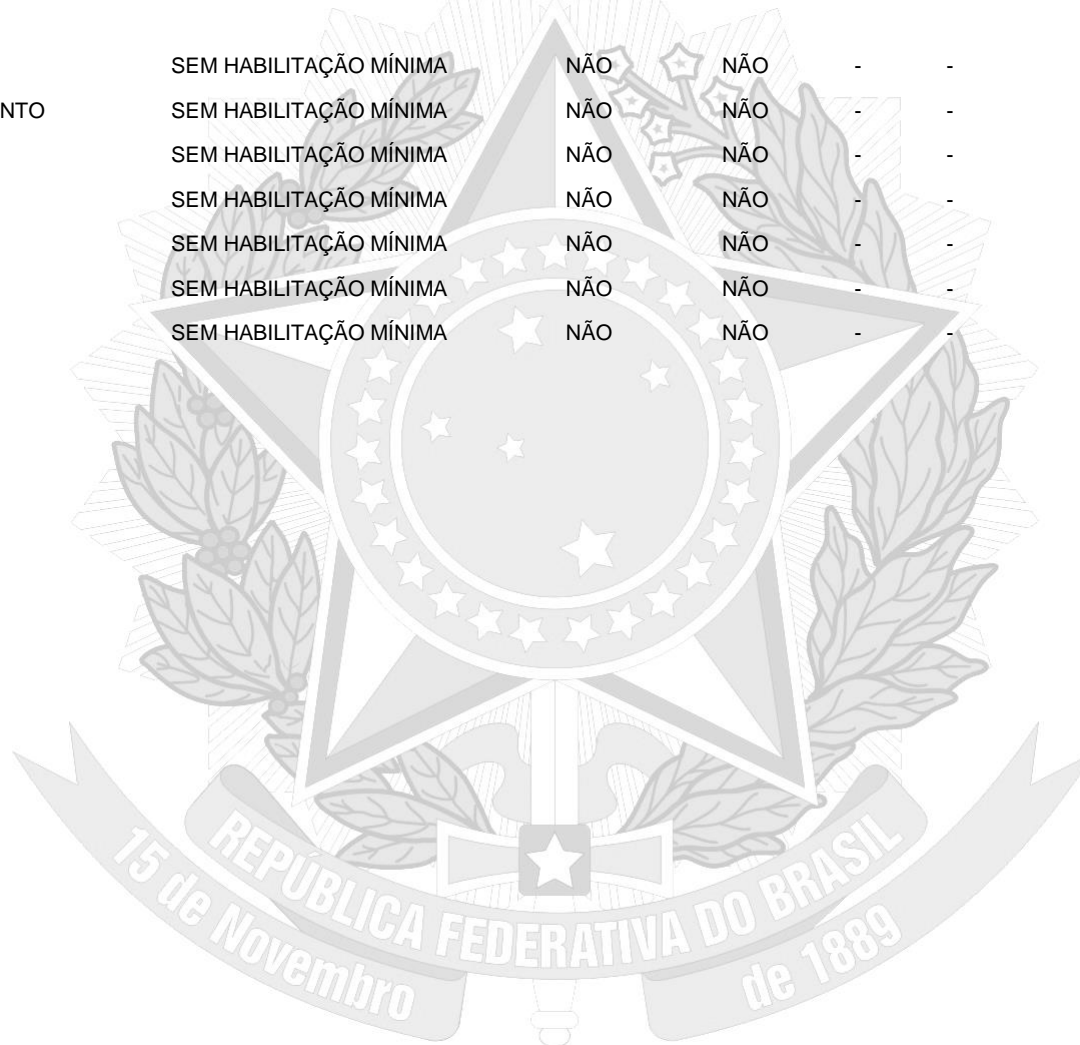 SEM HABILITAÇÃO MÍNIMA NÃO NÃO - -
NTO SEM HABILITAÇÃO MÍNIMA NÃO NÃO - -
SEM HABILITAÇÃO MÍNIMA NÃO NÃO - -
SEM HABILITAÇÃO MÍNIMA NÃO NÃO - -
SEM HABILITAÇÃO MÍNIMA NÃO NÃO - -
SEM HABILITAÇÃO MÍNIMA NÃO NÃO - -
SEM HABILITAÇÃO MÍNIMA NÃO NÃO - -
REPÚBLICA FEDERATIVA DO BRASIL
15 de Novembro de 1889